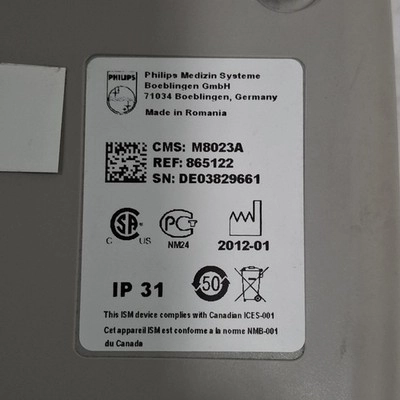 PHILIPS
Philips Medizin Systeme
Boeblingen GmbH
71034 Boeblingen, Germany
Made in Romania
CMS: M8023A
REF: 865122
SN: DE03829661
CSA
C US
PG
NM24
2012-01
IP 31
50
This ISM device complies with Canadian ICES-001
Cet appareil ISM est conforme a la norme NMB-001
du Canada